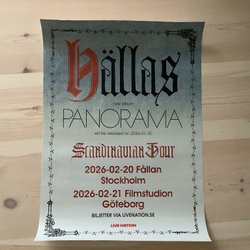 Hällas
new album
PANORAMA
will be released on 2026-01-30
Scandinavian Tour
2026-02-20 Fållan
Stockholm
2026-02-21 Filmstudion
Göteborg
BILJETTER VIA LIVENATION.SE
LIVE NATION